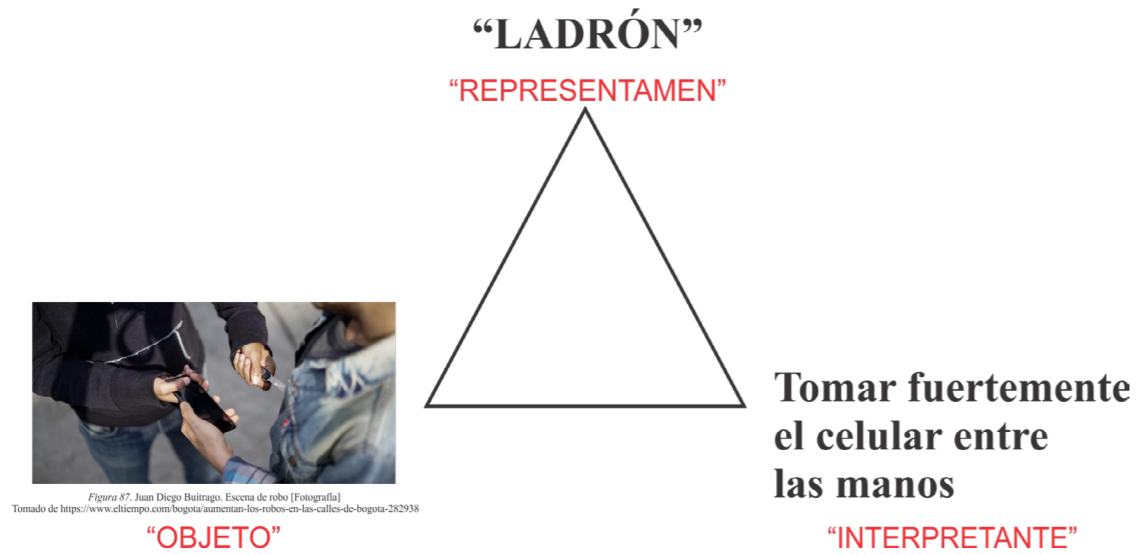 “LADRÓN”
“REPRESENTAMEN”
Tomar fuertemente
el celular entre
las manos
Figura 87. Juan Diego Buitrago. Escena de robo [Fotografía]
Tomado de https://www.eltiempo.com/bogota/aumentan-los-robos-en-las-calles-de-bogota-282938
“OBJETO”
“INTERPRETANTE”